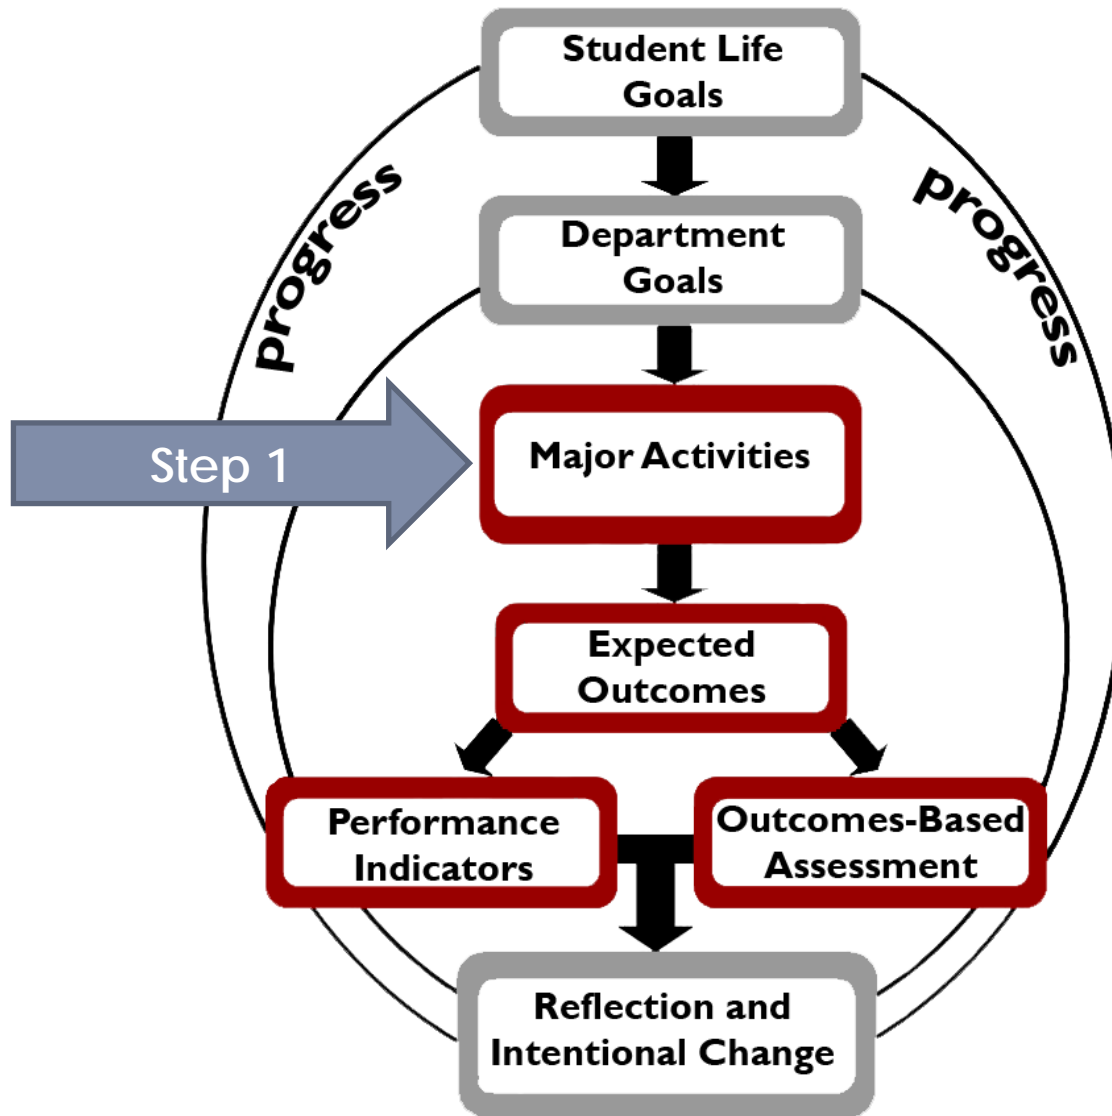 Student Life
Goals
progress
progress
Department
Goals
Step 1
Major Activities
Expected
Outcomes
Performance
Indicators
Outcomes-Based
Assessment
Reflection and
Intentional Change